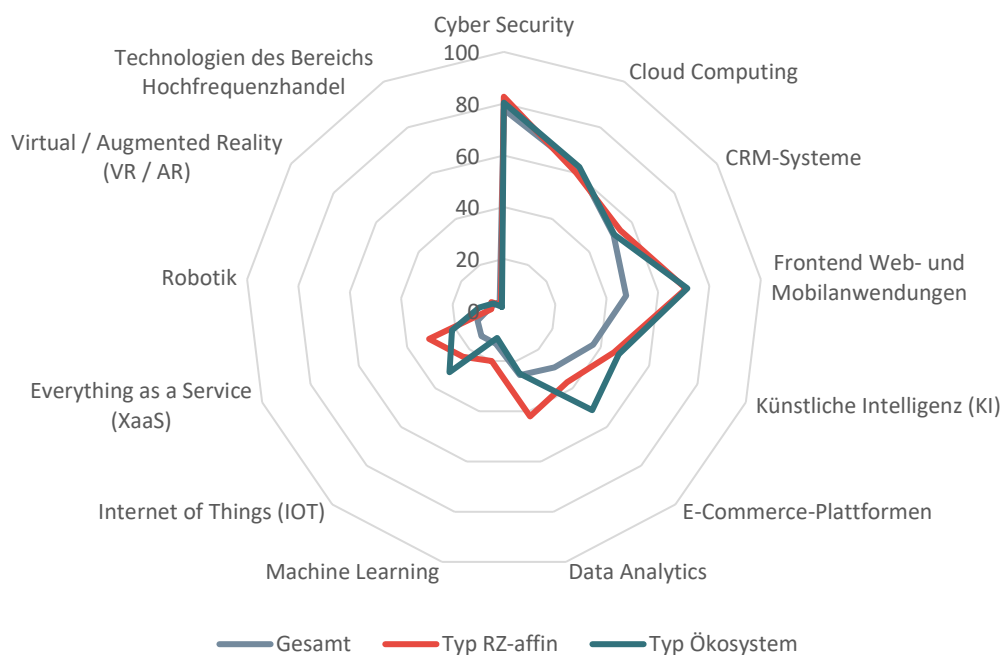 Cyber Security
Technologien des Bereichs
Hochfrequenzhandel
Cloud Computing
Virtual / Augmented Reality
(VR / AR)
CRM-Systeme
Robotik
Frontend Web- und
Mobilanwendungen
Everything as a Service
(XaaS)
Künstliche Intelligenz (KI)
Internet of Things (IOT)
E-Commerce-Plattformen
Machine Learning
Data Analytics
100
80
60
40
20
0
Gesamt
Typ RZ-affin
Typ Ökosystem